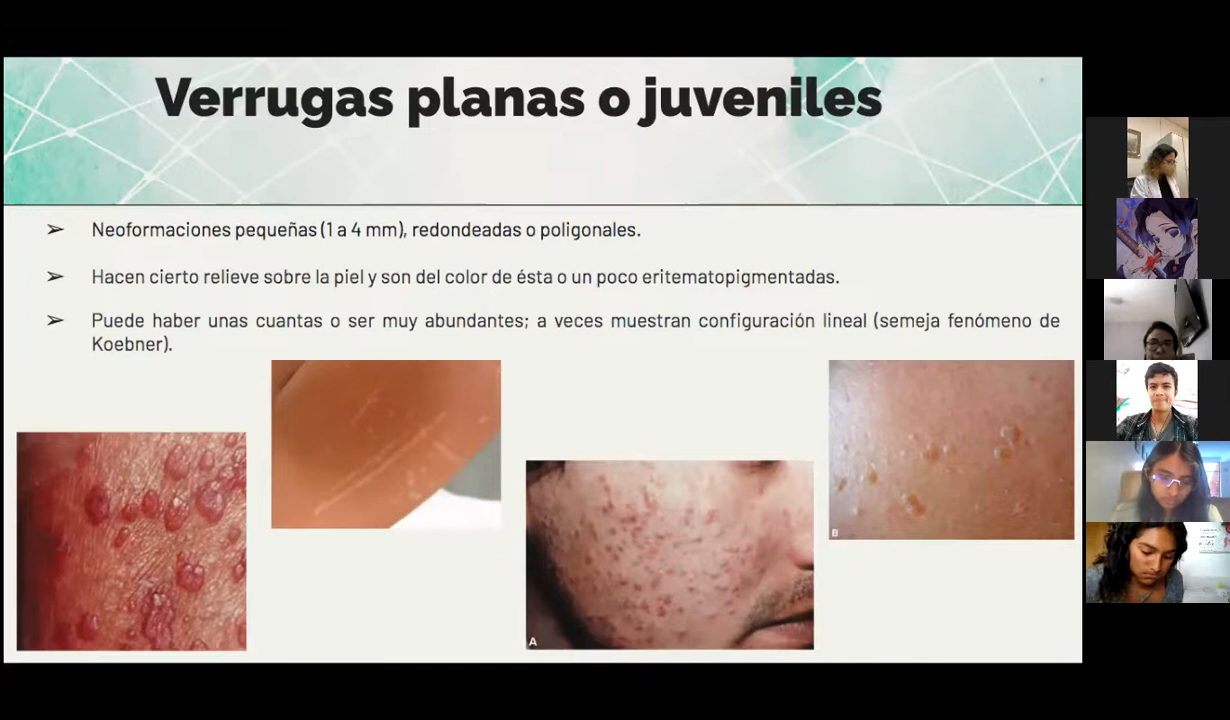 Verrugas planas o juveniles
➢ Neoformaciones pequeñas (1 a 4 mm), redondeadas o poligonales.
➢ Hacen cierto relieve sobre la piel y son del color de ésta o un poco eritematopigmentadas.
➢ Puede haber unas cuantas o ser muy abundantes; a veces muestran configuración lineal (semeja fenómeno de
Koebner).
A
B